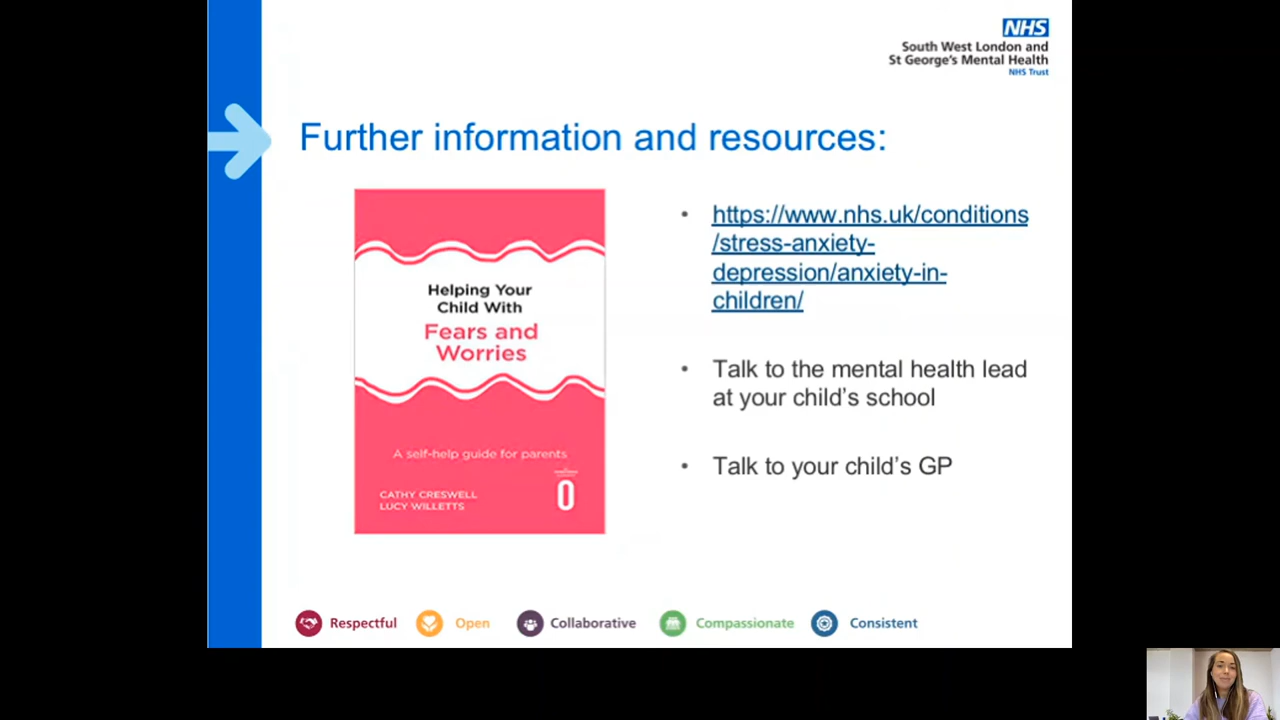 NHS
South West London and
St George's Mental Health
NHS Trust
Further information and resources:
Helping Your
Child With
Fears and
Worries
A self-help guide for parents
CATHY CRESWELL
LUCY WILLETTS
• https://www.nhs.uk/conditions
/stress-anxiety-
depression/anxiety-in-
children/
• Talk to the mental health lead
at your child's school
• Talk to your child's GP
Respectful
Open
Collaborative
Compassionate
Consistent